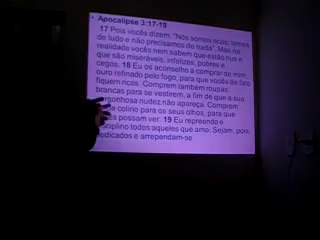 • Apocalipse 3:17-19
17 Pois vocês dizem: "Nós somos ricos, temos
de tudo e não precisamos de nada". Mas na
realidade vocês nem sabem que estão nus e
que são miseráveis, infelizes, pobres e
cegos. 18 Eu os aconselho a comprar de mim
ouro refinado pelo fogo, para que vocês de fato
fiquem ricos. Comprem também roupas
brancas para se vestirem, a fim de que a sua
nudez não apareça. Comprem
colírio para os seus olhos, para que
possam ver. 19 Eu repreendo e
todos aqueles que amo. Sejam, pois,
e arrependam-se.